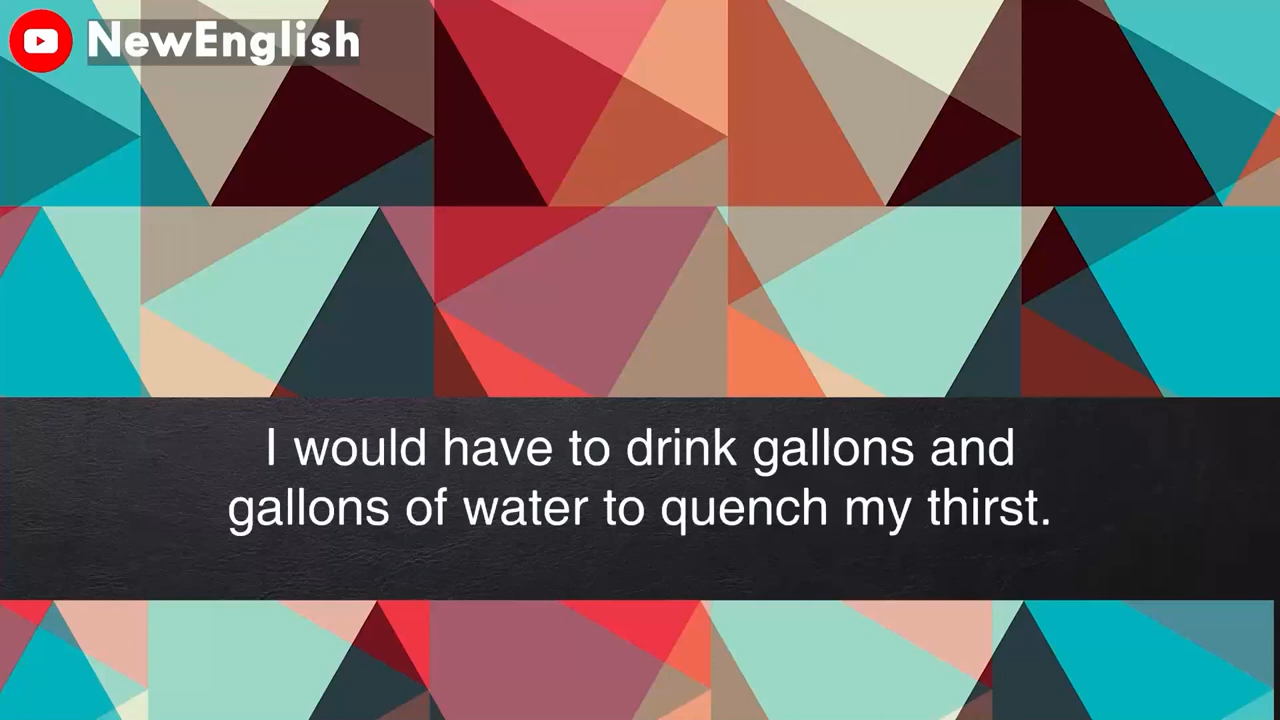 NewEnglish
I would have to drink gallons and
gallons of water to quench my thirst.